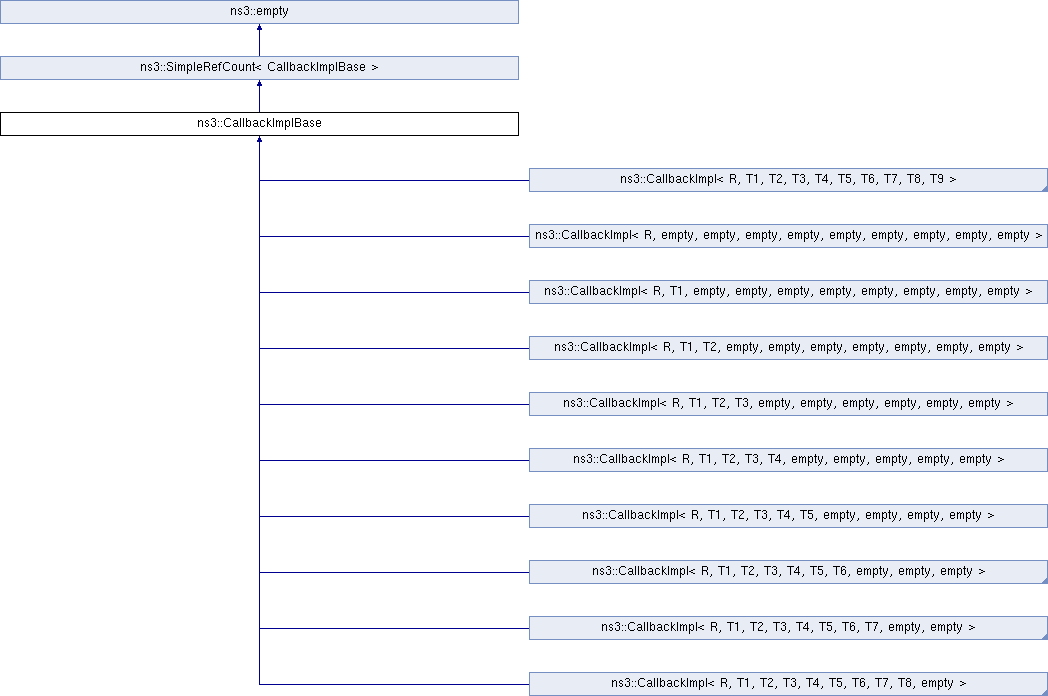 ns3::empty
ns3::SimpleRefCount< CallbackImplBase >
ns3::CallbackImplBase
ns3::CallbackImpl< R, T1, T2, T3, T4, T5, T6, T7, T8, T9 >
ns3::CallbackImpl< R, empty, empty, empty, empty, empty, empty, empty, empty, empty >
ns3::CallbackImpl< R, T1, empty, empty, empty, empty, empty, empty, empty, empty >
ns3::CallbackImpl< R, T1, T2, empty, empty, empty, empty, empty, empty, empty >
ns3::CallbackImpl< R, T1, T2, T3, empty, empty, empty, empty, empty, empty >
ns3::CallbackImpl< R, T1, T2, T3, T4, empty, empty, empty, empty, empty >
ns3::CallbackImpl< R, T1, T2, T3, T4, T5, empty, empty, empty, empty >
ns3::CallbackImpl< R, T1, T2, T3, T4, T5, T6, empty, empty, empty >
ns3::CallbackImpl< R, T1, T2, T3, T4, T5, T6, T7, empty, empty >
ns3::CallbackImpl< R, T1, T2, T3, T4, T5, T6, T7, T8, empty >